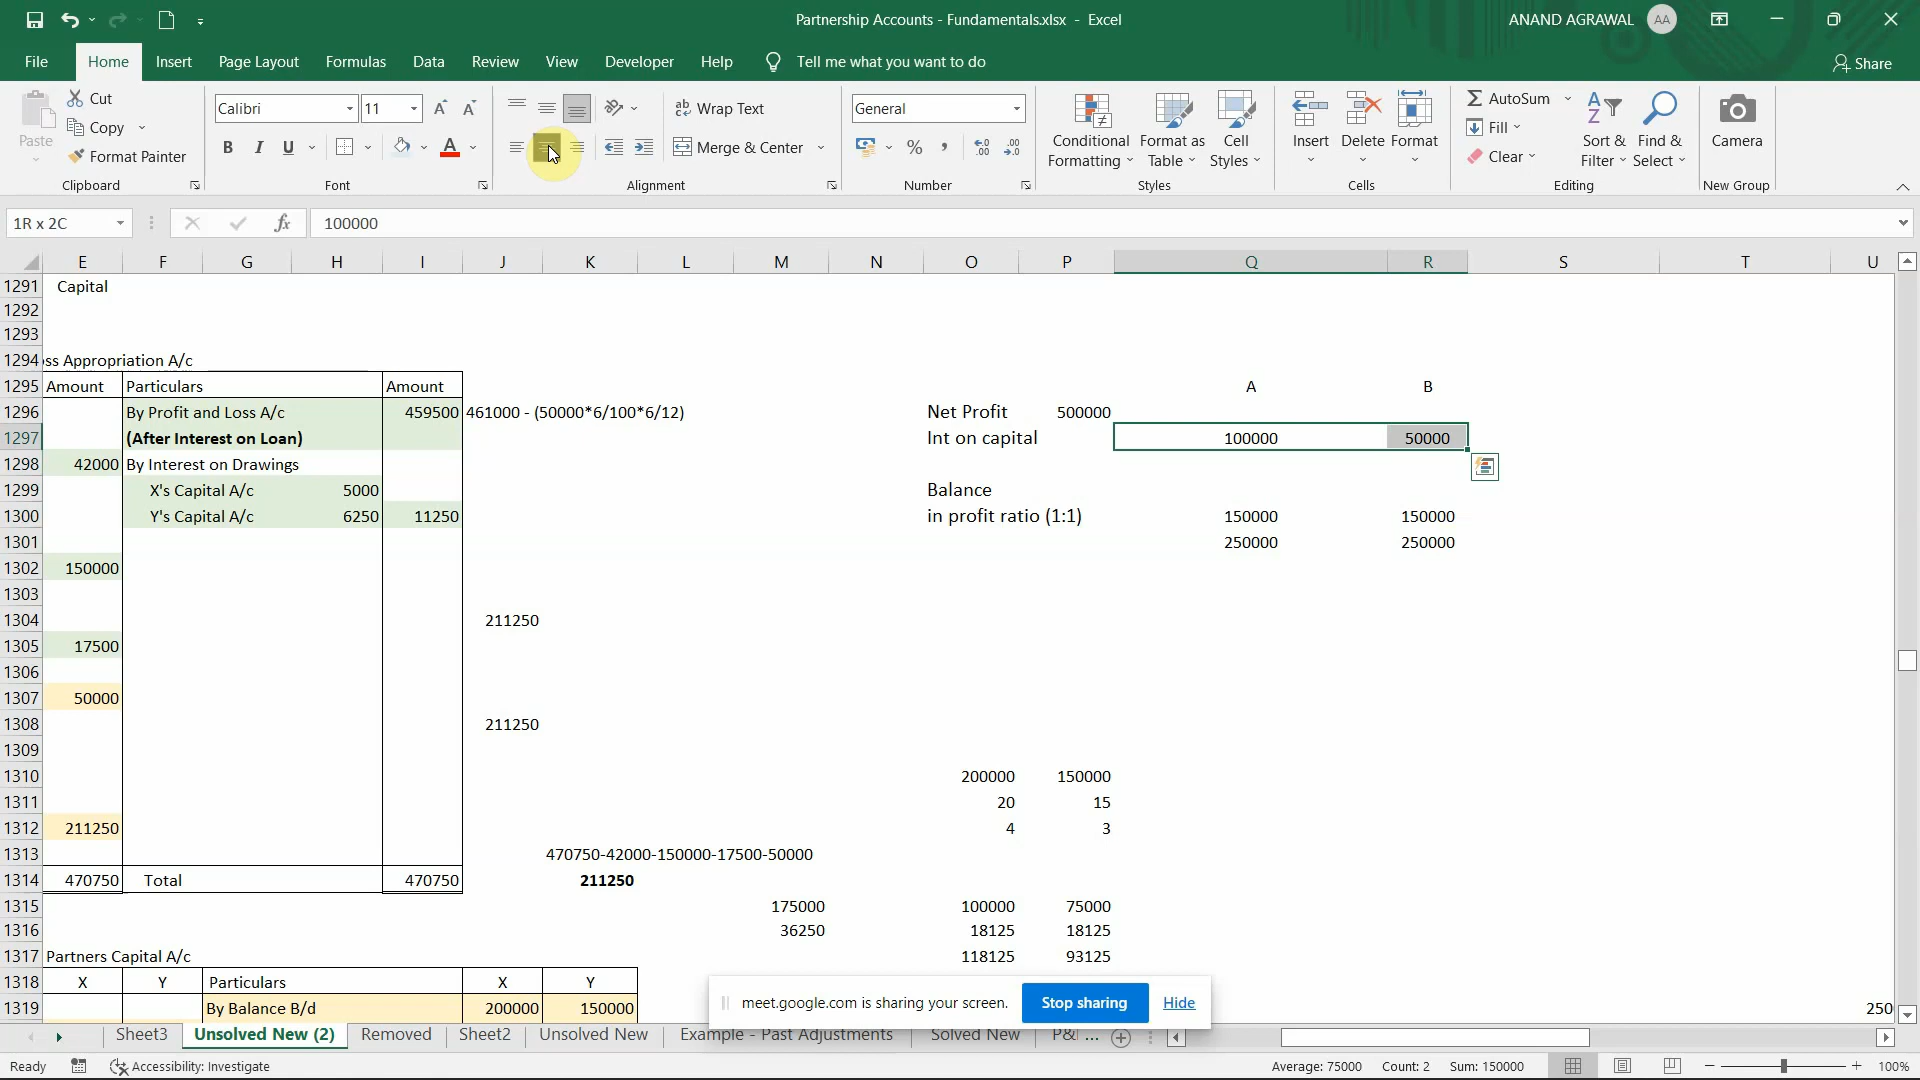 Partnership Accounts - Fundamentals.xlsx - Excel
ANAND AGRAWAL AA
File Home Insert Page Layout Formulas Data Review View Developer Help Tell me what you want to do Share
Paste Cut Copy Format Painter Clipboard
Calibri 11 B I U A Font
Wrap Text Merge & Center Alignment
General % , Number
Conditional Formatting Format as Table Cell Styles Styles
Insert Delete Format Cells
AutoSum Fill Clear Sort & Filter Find & Select Editing
Camera New Group
1R x 2C fx 100000
E F G H I J K L M N O P Q R S T U
1291 Capital
1292
1293
1294 ss Appropriation A/c
1295 Amount Particulars Amount A B
1296 By Profit and Loss A/c 459500 461000 - (50000*6/100*6/12) Net Profit 500000
1297 (After Interest on Loan) Int on capital 100000 50000
1298 42000 By Interest on Drawings
1299 X's Capital A/c 5000 Balance
1300 Y's Capital A/c 6250 11250 in profit ratio (1:1) 150000 150000
1301 250000 250000
1302 150000
1303
1304 211250
1305 17500
1306
1307 50000
1308 211250
1309
1310 200000 150000
1311 20 15
1312 211250 4 3
1313 470750-42000-150000-17500-50000
1314 470750 Total 470750 211250
1315 175000 100000 75000
1316 36250 18125 18125
1317 Partners Capital A/c 118125 93125
1318 X Y Particulars X Y
1319 By Balance B/d 200000 150000 250
meet.google.com is sharing your screen. Stop sharing Hide
Sheet3 Unsolved New (2) Removed Sheet2 Unsolved New Example - Past Adjustments Solved New P& ...
Ready Accessibility: Investigate Average: 75000 Count: 2 Sum: 150000 100%